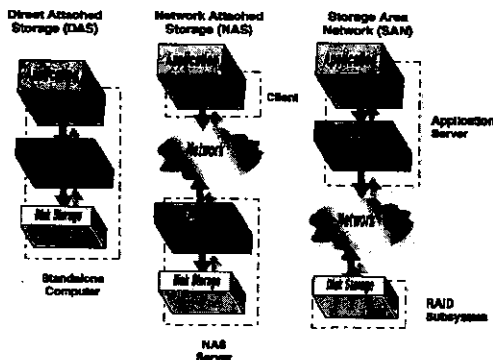 Direct Attached
Storage (DAS)
Network Attached
Storage (NAS)
Storage Area
Network (SAN)
Application
Application
Application
Client
Application
Server
Network
Network
Disk Storage
Disk Storage
Disk Storage
Standalone
Computer
NAS
Server
RAID
Subsystem